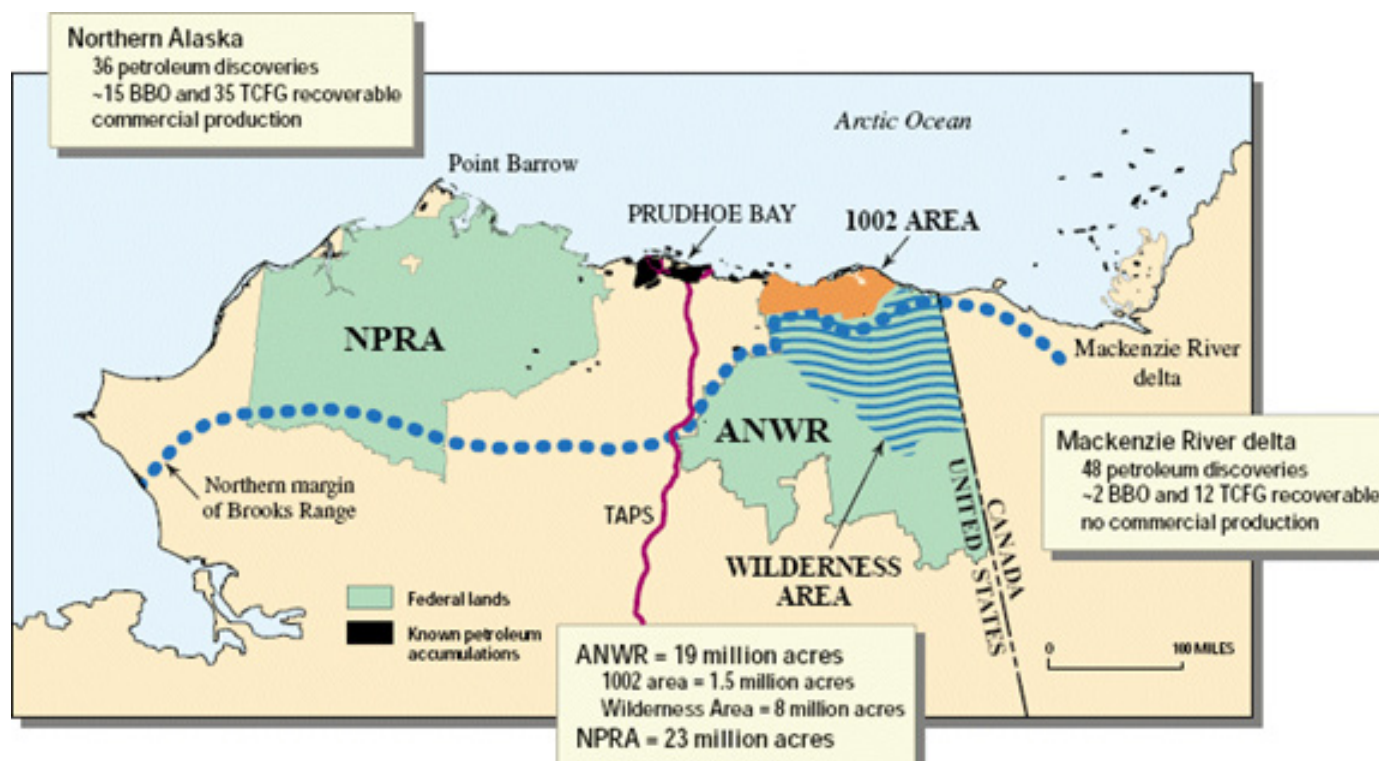 Northern Alaska
36 petroleum discoveries
~15 BBO and 35 TCFG recoverable
commercial production
Arctic Ocean
Point Barrow
PRUDHOE BAY
1002 AREA
NPRA
Mackenzie River
delta
ANWR
Mackenzie River delta
48 petroleum discoveries
~2 BBO and 12 TCFG recoverable
no commercial production
Northern margin
of Brooks Range
TAPS
WILDERNESS
AREA
UNITED STATES
CANADA
Federal lands
Known petroleum
accumulations
0 100 MILES
ANWR = 19 million acres
1002 area = 1.5 million acres
Wilderness Area = 8 million acres
NPRA = 23 million acres